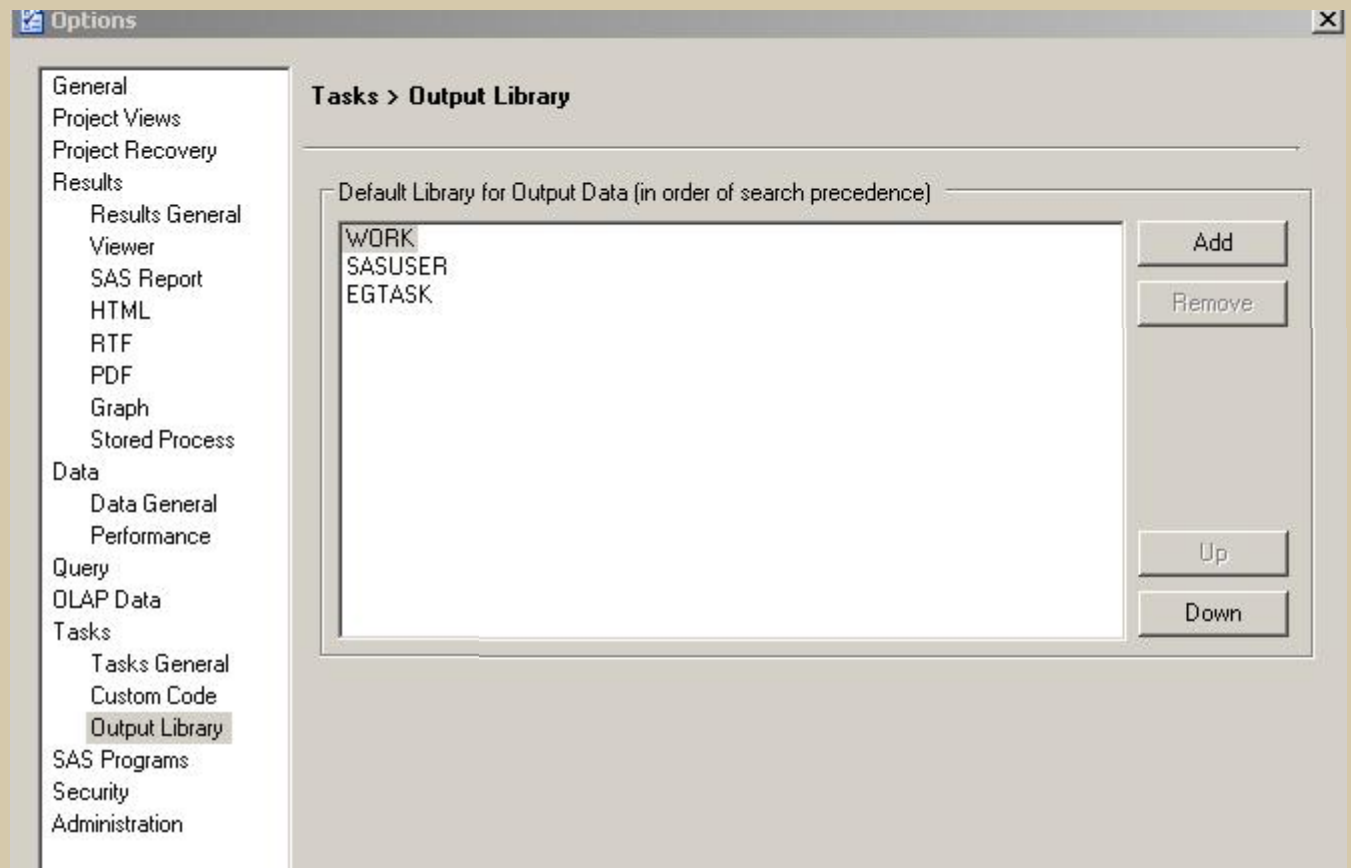 Options
General
Project Views
Project Recovery
Results
Results General
Viewer
SAS Report
HTML
RTF
PDF
Graph
Stored Process
Data
Data General
Performance
Query
OLAP Data
Tasks
Tasks General
Custom Code
Output Library
SAS Programs
Security
Administration
Tasks > Output Library
Default Library for Output Data (in order of search precedence)
WORK
SASUSER
EGTASK
Add
Remove
Up
Down